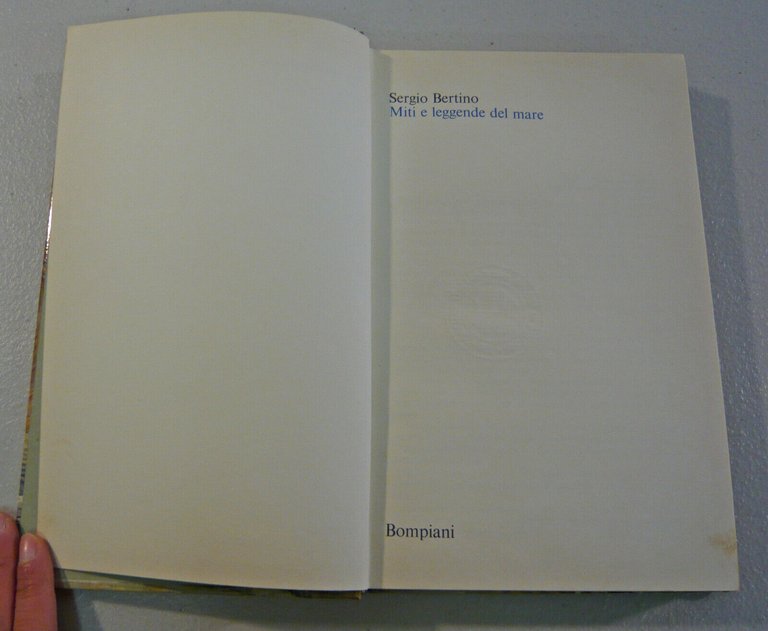 Sergio Bertino
Miti e leggende del mare
Bompiani